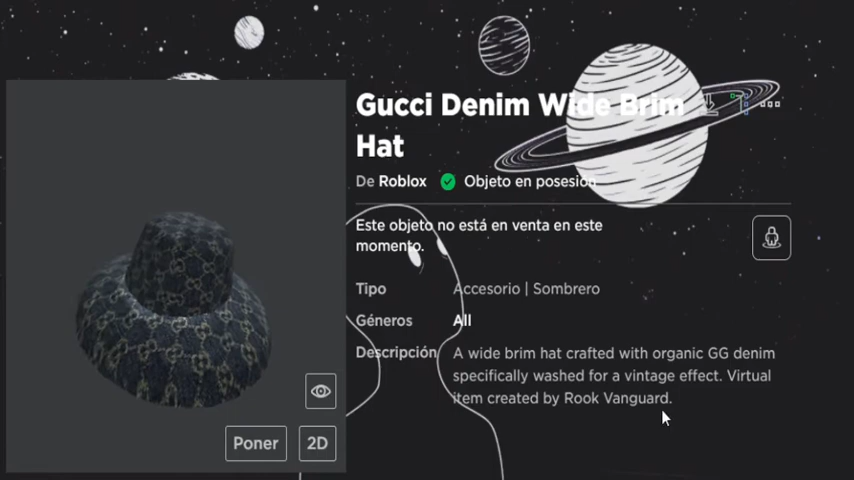 Gucci Denim Wide Brim
Hat
De Roblox Objeto en posesión
Este objeto no está en venta en este
momento.
Tipo Accesorio | Sombrero
Géneros All
Descripción A wide brim hat crafted with organic GG denim
specifically washed for a vintage effect. Virtual
item created by Rook Vanguard.
Poner 2D